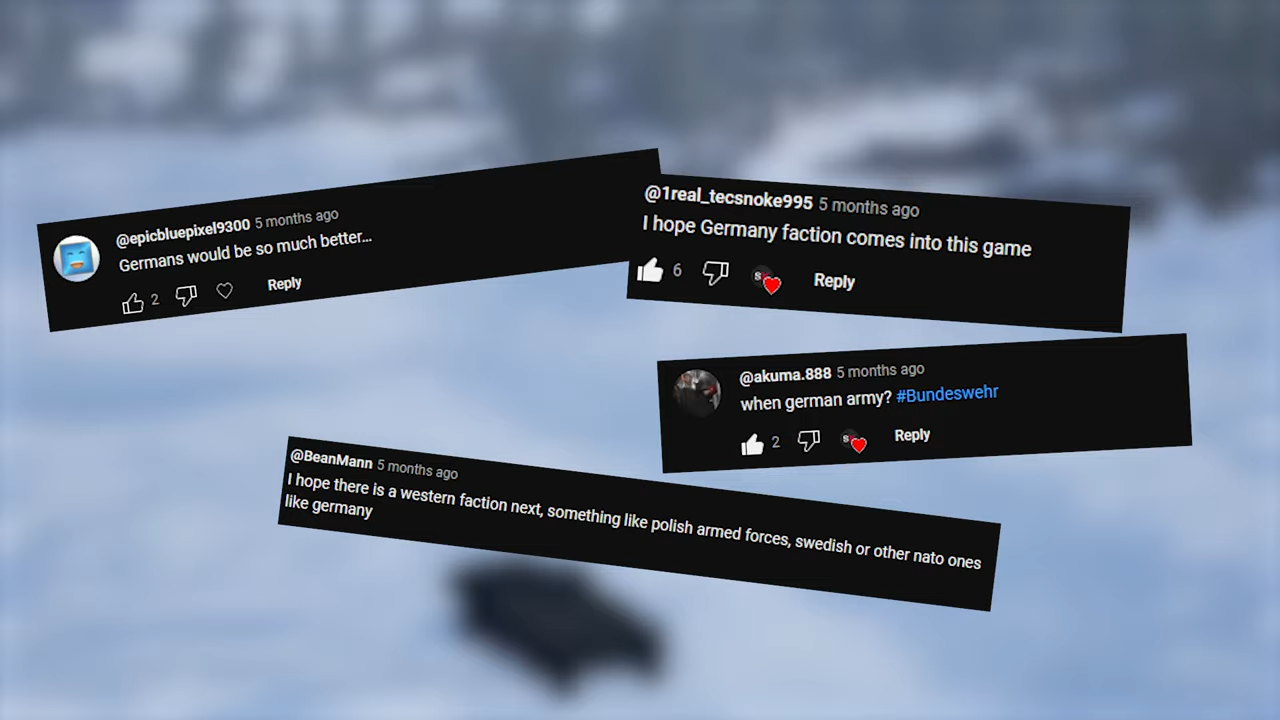 @epicbluepixel9300 5 months ago
Germans would be so much better...
2 Reply
@1real_tecsnoke995 5 months ago
I hope Germany faction comes into this game
6 Reply
@akuma.888 5 months ago
when german army? #Bundeswehr
2 Reply
@BeanMann 5 months ago
I hope there is a western faction next, something like polish armed forces, swedish or other nato ones
like germany